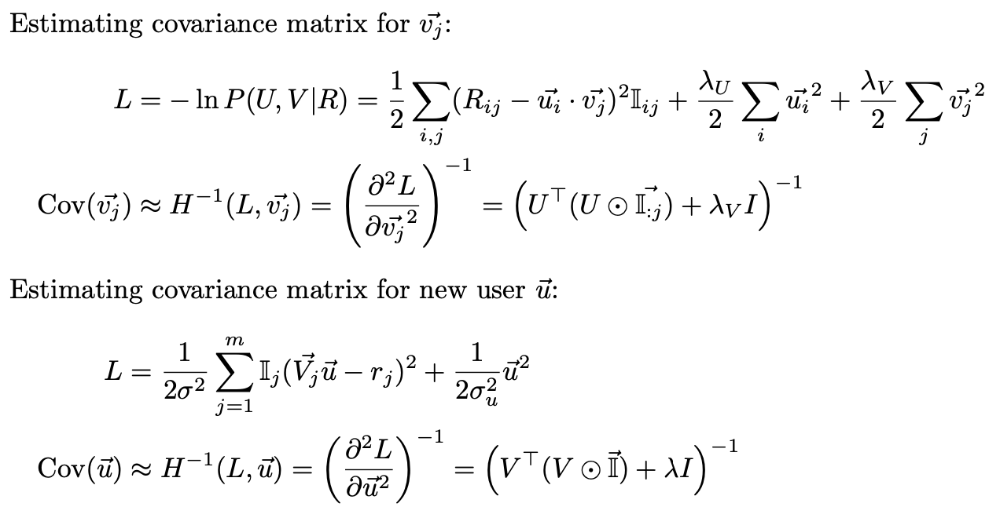 Estimating covariance matrix for $\vec{v_j}$:
$L = -\ln P(U, V|R) = \frac{1}{2} \sum_{i,j} (R_{ij} - \vec{u_i} \cdot \vec{v_j})^2 \mathbb{I}_{ij} + \frac{\lambda_U}{2} \sum_i \vec{u_i}^2 + \frac{\lambda_V}{2} \sum_j \vec{v_j}^2$
$\text{Cov}(\vec{v_j}) \approx H^{-1}(L, \vec{v_j}) = \left( \frac{\partial^2 L}{\partial \vec{v_j}^2} \right)^{-1} = \left( U^\top (U \odot \vec{\mathbb{I}_{:j}}) + \lambda_V I \right)^{-1}$
Estimating covariance matrix for new user $\vec{u}$:
$L = \frac{1}{2\sigma^2} \sum_{j=1}^{m} \mathbb{I}_j (\vec{V_j} \vec{u} - r_j)^2 + \frac{1}{2\sigma_u^2} \vec{u}^2$
$\text{Cov}(\vec{u}) \approx H^{-1}(L, \vec{u}) = \left( \frac{\partial^2 L}{\partial \vec{u}^2} \right)^{-1} = \left( V^\top (V \odot \vec{\mathbb{I}}) + \lambda I \right)^{-1}$